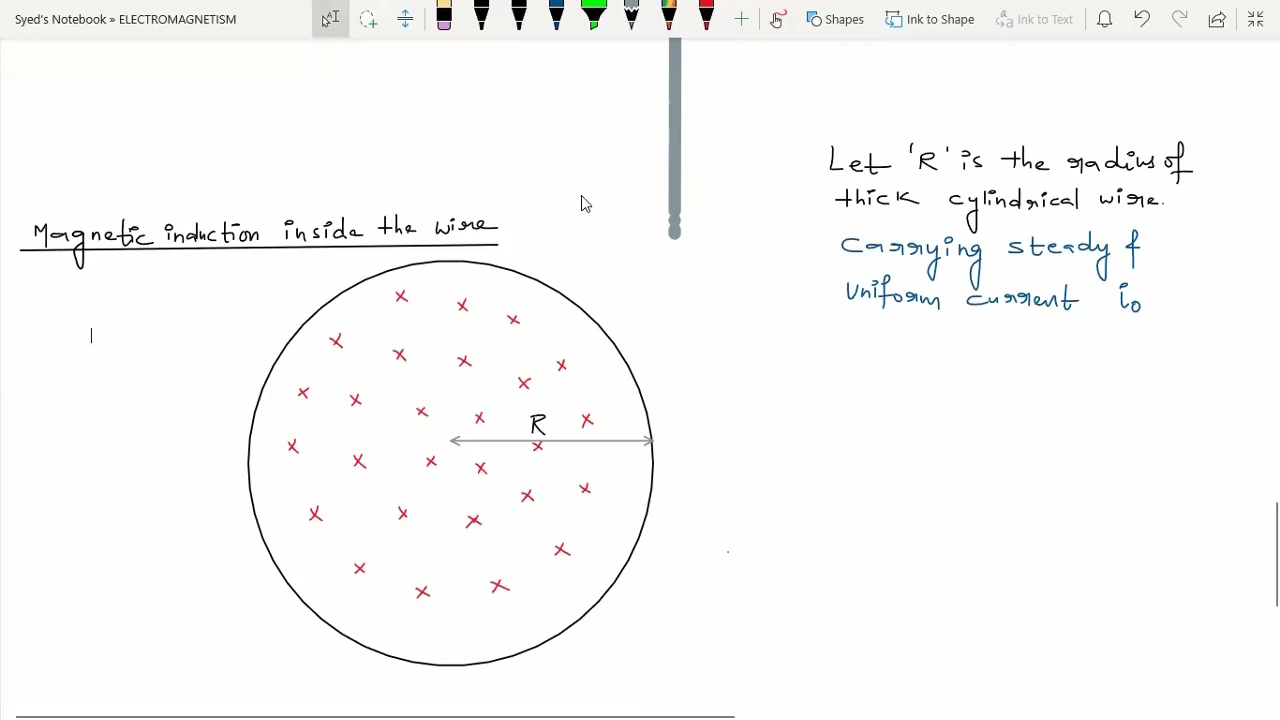 Syed's Notebook » ELECTROMAGNETISM
Shapes
Ink to Shape
Ink to Text
Let 'R' is the radius of
thick cylindrical wire.
Carrying steady &
Uniform current i₀
Magnetic induction inside the wire
R